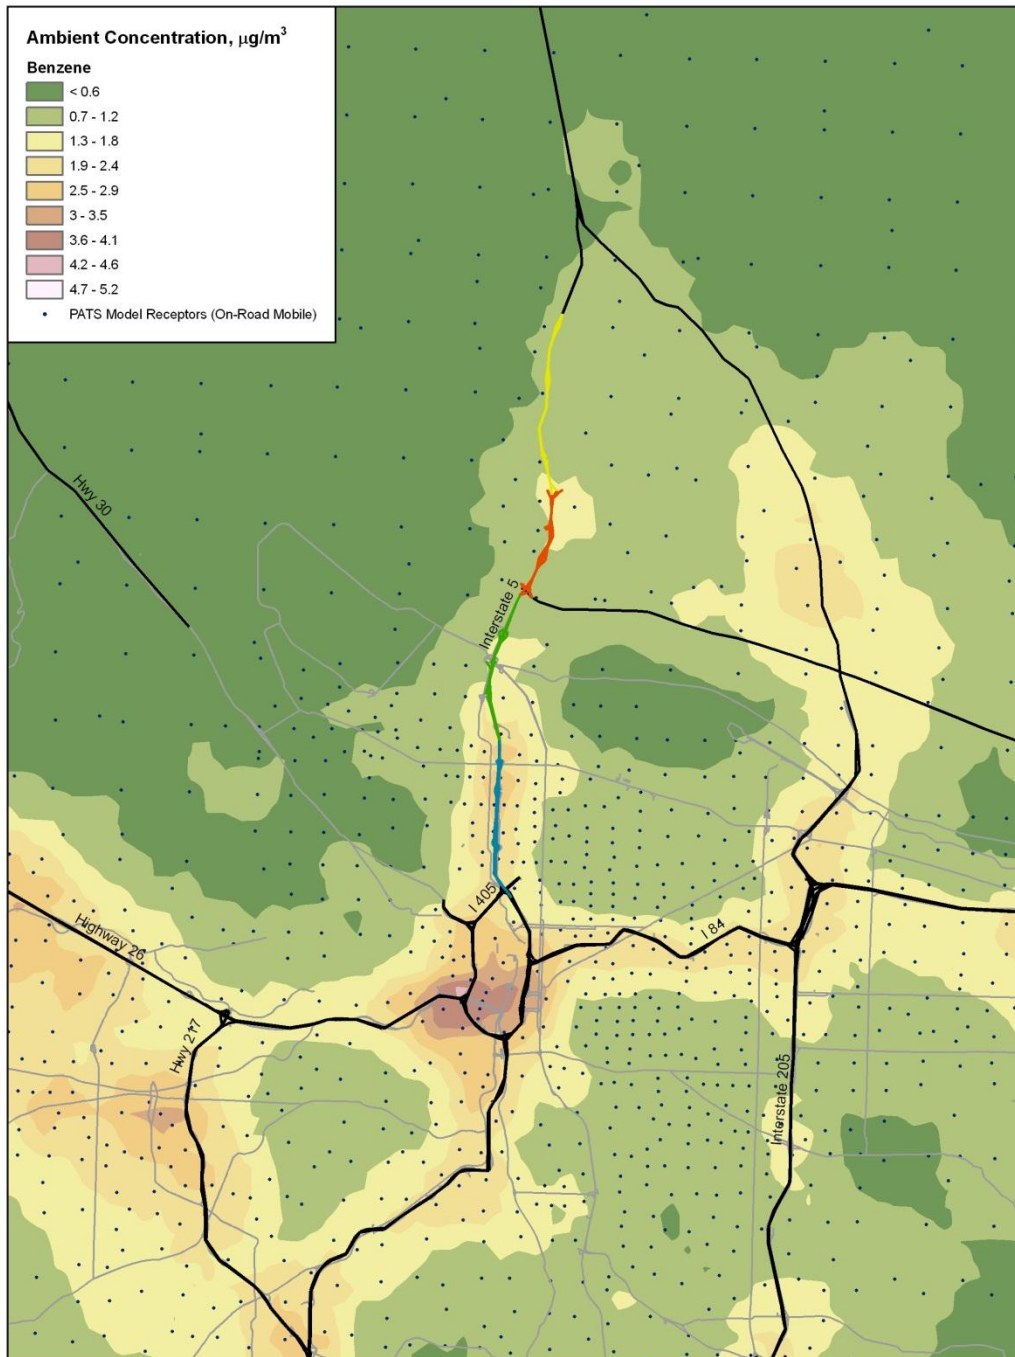 Ambient Concentration, µg/m³
Benzene
< 0.6
0.7 - 1.2
1.3 - 1.8
1.9 - 2.4
2.5 - 2.9
3 - 3.5
3.6 - 4.1
4.2 - 4.6
4.7 - 5.2
PATS Model Receptors (On-Road Mobile)
Hwy 30
Interstate 5
I 405
I 84
Highway 26
Hwy 217
Interstate 205